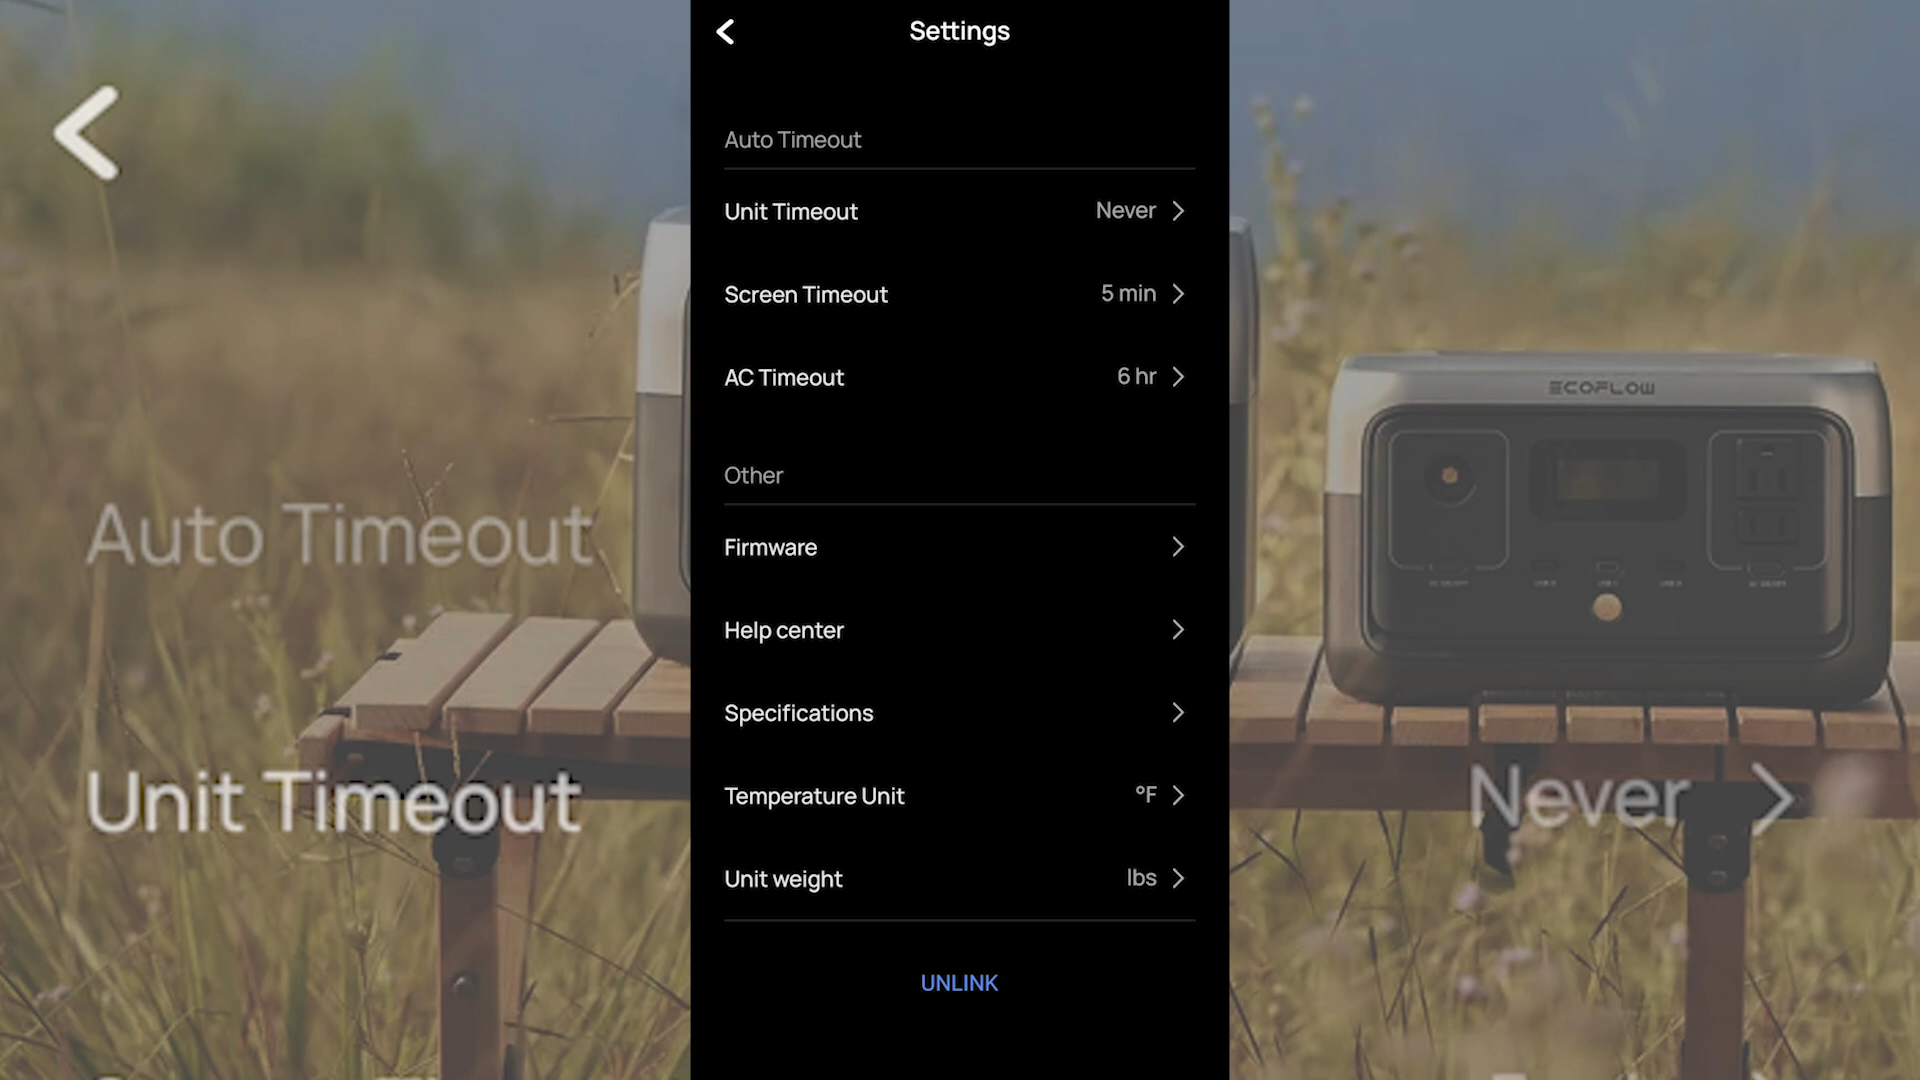 Settings
Auto Timeout
Unit Timeout Never
Screen Timeout 5 min
AC Timeout 6 hr
Other
Firmware
Help center
Specifications
Temperature Unit °F
Unit weight lbs
UNLINK
Auto Timeout
Unit Timeout
Never
ECOFLOW